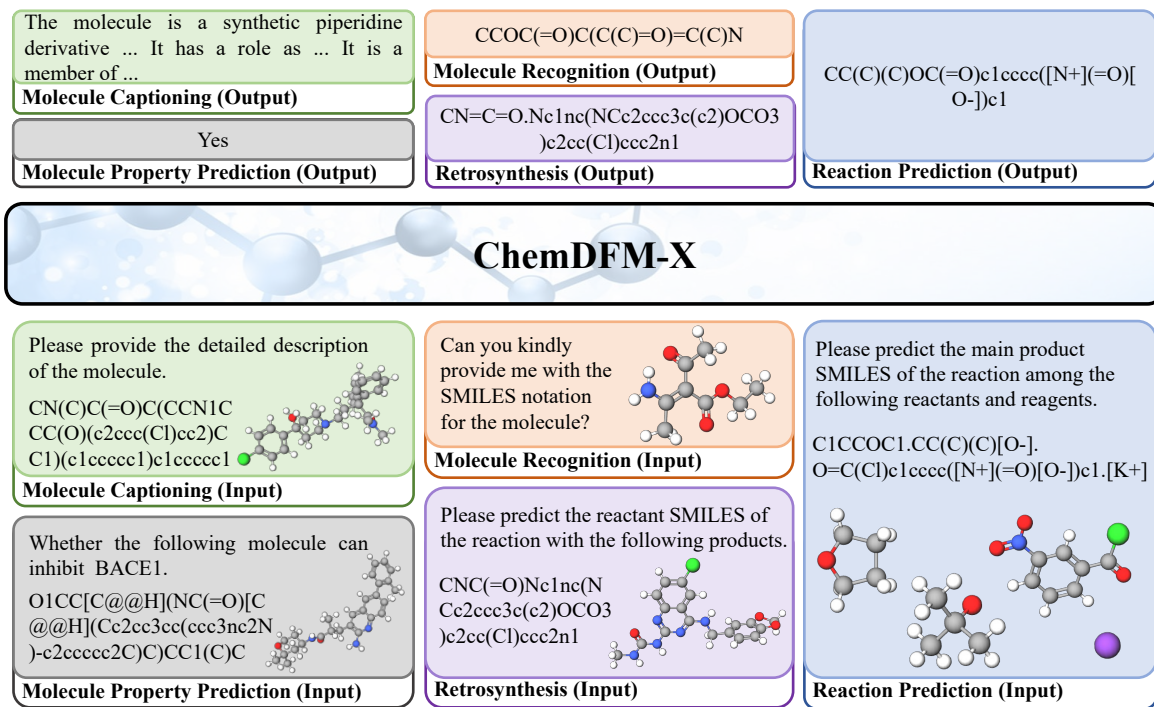 The molecule is a synthetic piperidine
derivative ... It has a role as ... It is a
member of ...
Molecule Captioning (Output)
Yes
Molecule Property Prediction (Output)
CCOC(=O)C(C(C)=O)=C(C)N
Molecule Recognition (Output)
CN=C=O.Nc1nc(NCc2ccc3c(c2)OCO3
)c2cc(Cl)ccc2n1
Retrosynthesis (Output)
CC(C)(C)OC(=O)c1cccc([N+](=O)[
O-])c1
Reaction Prediction (Output)
ChemDFM-X
Please provide the detailed description
of the molecule.
CN(C)C(=O)C(CCN1C
CC(O)(c2ccc(Cl)cc2)C
C1)(c1ccccc1)c1ccccc1
Molecule Captioning (Input)
Whether the following molecule can
inhibit BACE1.
O1CC[C@@H](NC(=O)[C
@@H](Cc2cc3cc(ccc3nc2N
)-c2ccccc2C)C)CC1(C)C
Molecule Property Prediction (Input)
Can you kindly
provide me with the
SMILES notation
for the molecule?
Molecule Recognition (Input)
Please predict the reactant SMILES of
the reaction with the following products.
CNC(=O)Nc1nc(N
Cc2ccc3c(c2)OCO3
)c2cc(Cl)ccc2n1
Retrosynthesis (Input)
Please predict the main product
SMILES of the reaction among the
following reactants and reagents.
C1CCOC1.CC(C)(C)[O-].
O=C(Cl)c1cccc([N+](=O)[O-])c1.[K+]
Reaction Prediction (Input)